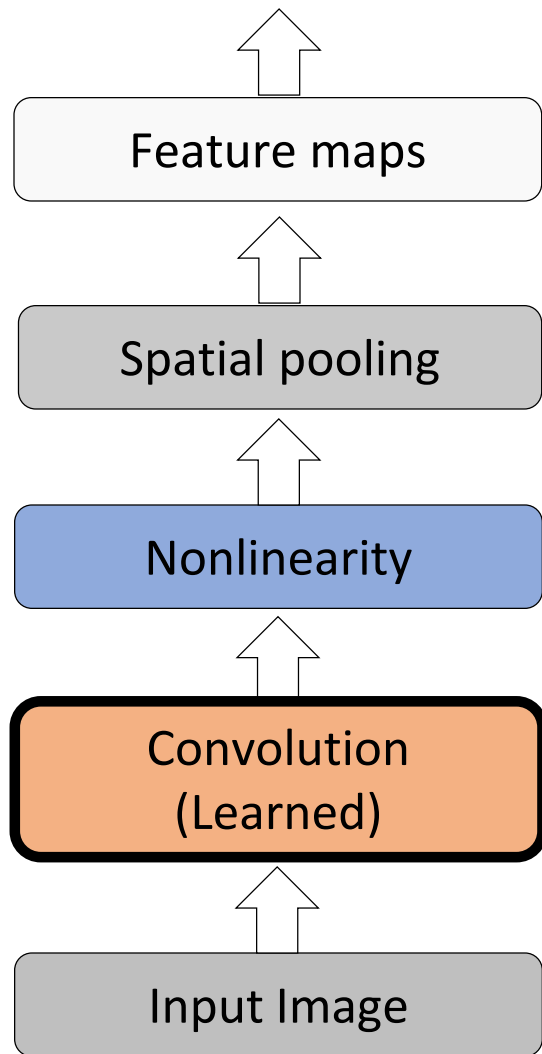 Feature maps
Spatial pooling
Nonlinearity
Convolution
(Learned)
Input Image